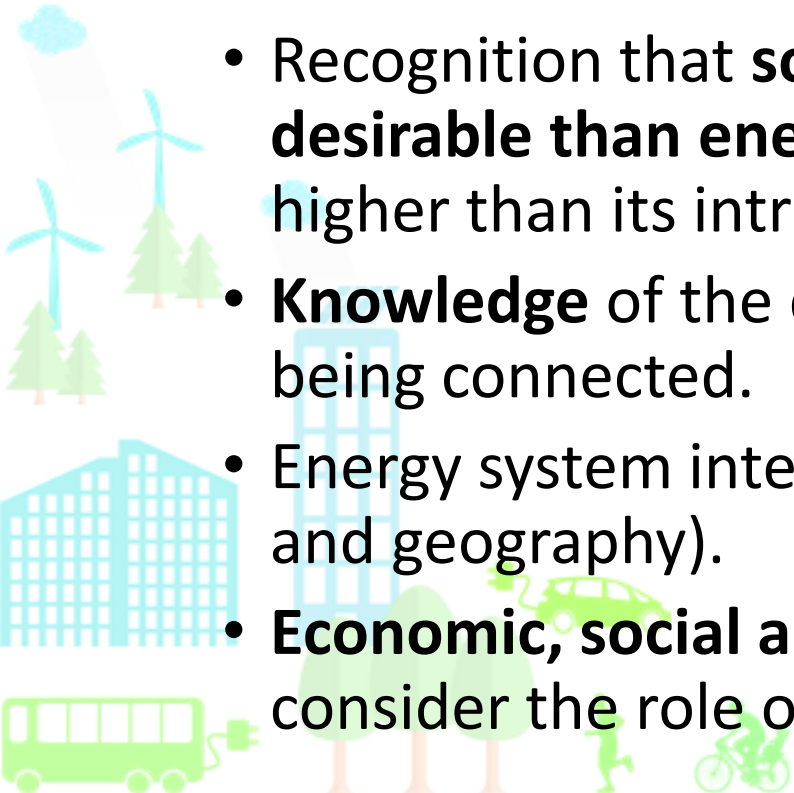 • Recognition that
desirable than
higher than its
• Knowledge of the
being connected.
• Energy system
and geography).
• Economic, social
consider the role